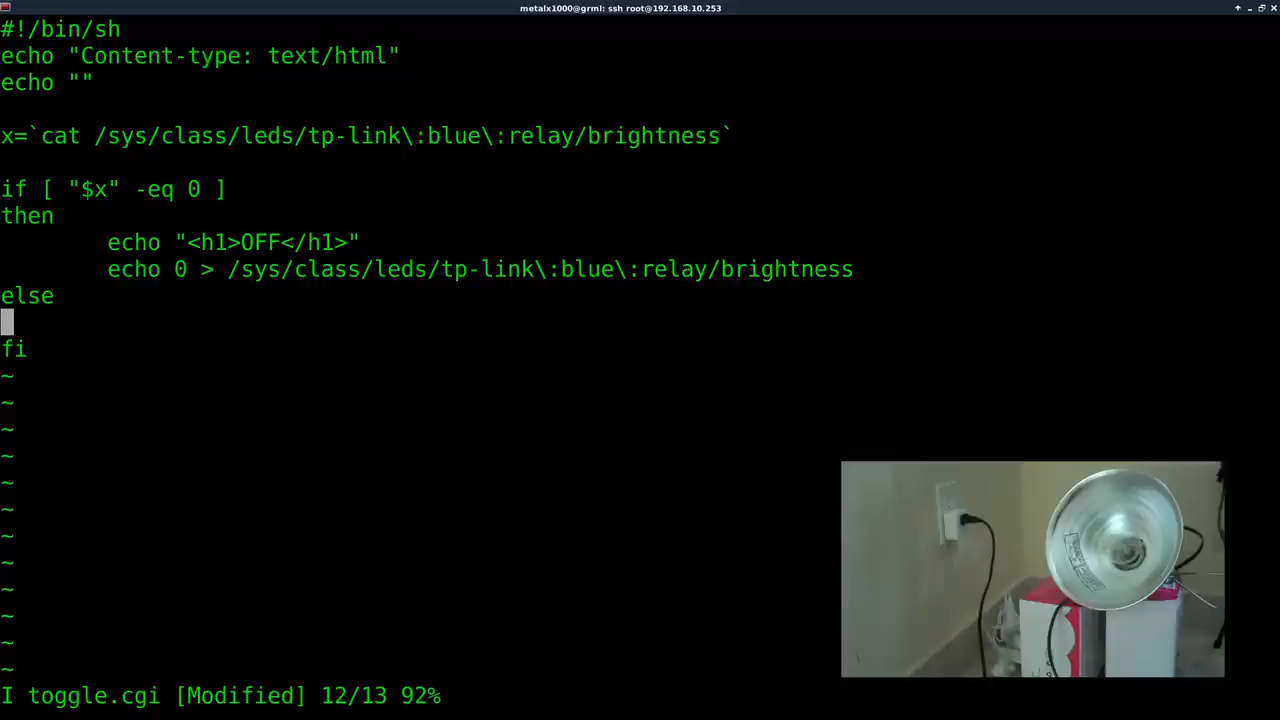 metalx1000@grml: ssh root@192.168.10.253
#!/bin/sh
echo "Content-type: text/html"
echo ""
x=`cat /sys/class/leds/tp-link\:blue\:relay/brightness`
if [ "$x" -eq 0 ]
then
echo "<h1>OFF</h1>"
echo 0 > /sys/class/leds/tp-link\:blue\:relay/brightness
else
fi
~
~
~
~
~
~
~
~
~
~
~
~
I toggle.cgi [Modified] 12/13 92%